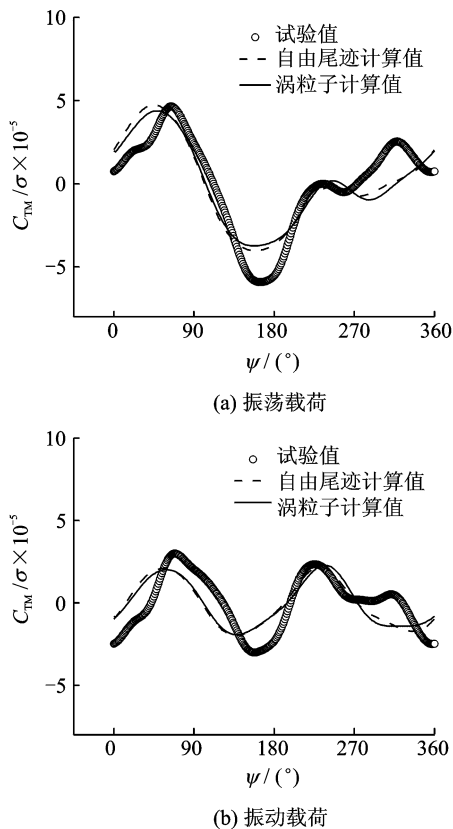 试验值
自由尾迹计算值
涡粒子计算值
10
5
0
−5
C_TM/σ×10⁻⁵
0 90 180 270 360
ψ/(°)
(a) 振荡载荷
试验值
自由尾迹计算值
涡粒子计算值
10
5
0
−5
C_TM/σ×10⁻⁵
0 90 180 270 360
ψ/(°)
(b) 振动载荷